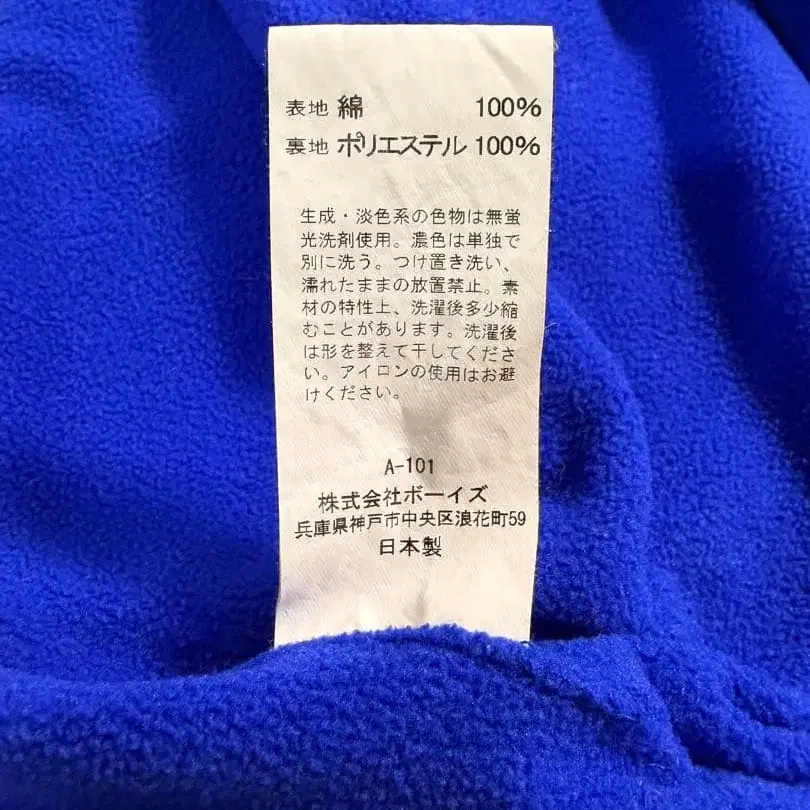 表地 綿 100%
裏地 ポリエステル 100%
生成・淡色系の色物は無蛍
光洗剤使用。濃色は単独で
別に洗う。つけ置き洗い、
濡れたままの放置禁止。素
材の特性上、洗濯後多少縮
むことがあります。洗濯後
は形を整えて干してくださ
い。アイロンの使用はお避
けください。
A-101
株式会社ボーイズ
兵庫県神戸市中央区浪花町59
日本製